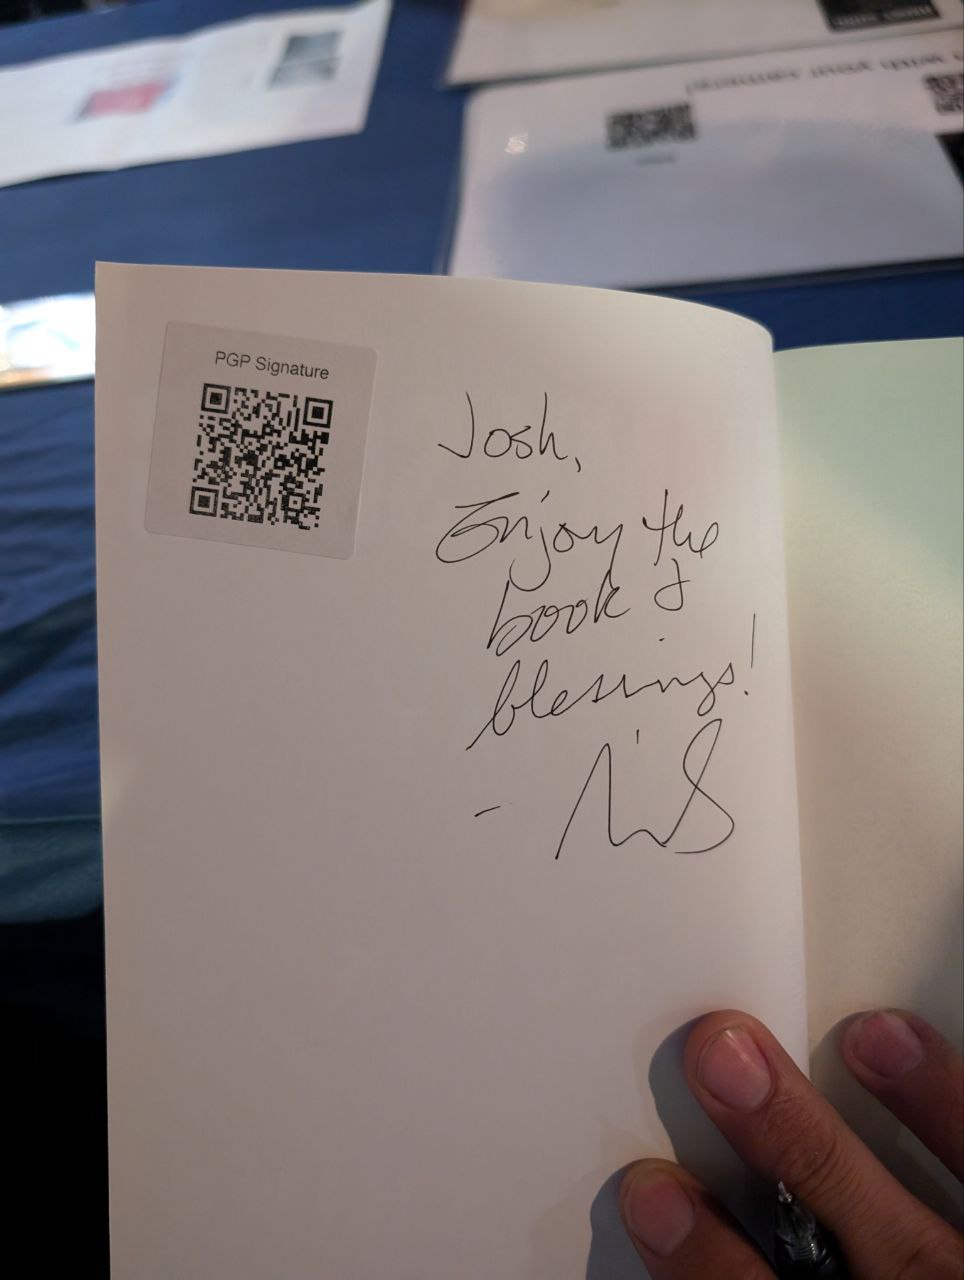 PGP Signature
Josh,
Enjoy the
book &
blessings!